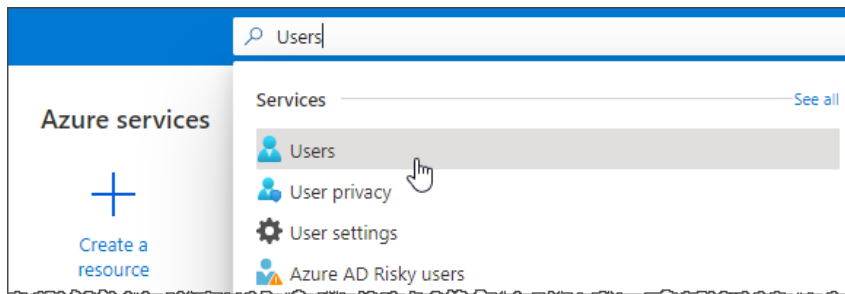 Users
Services
See all
Azure services
Users
User privacy
Create a
resource
User settings
Azure AD Risky users